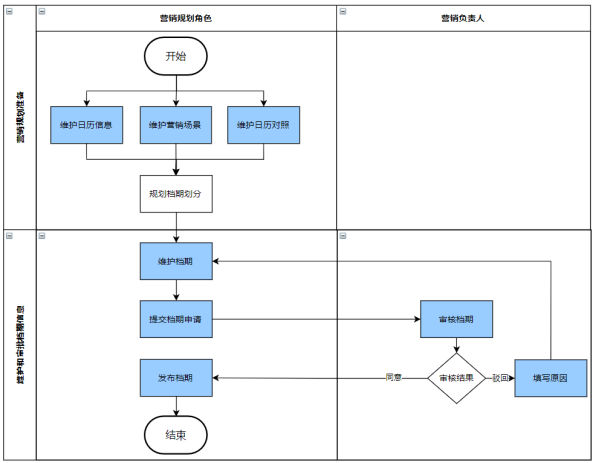 营销规划角色
营销负责人
营销规划准备
开始
维护日历信息
维护营销场景
维护日历对照
规划档期划分
维护和审批档期信息
维护档期
提交档期申请
审核档期
发布档期
同意
审核结果
驳回
填写原因
结束